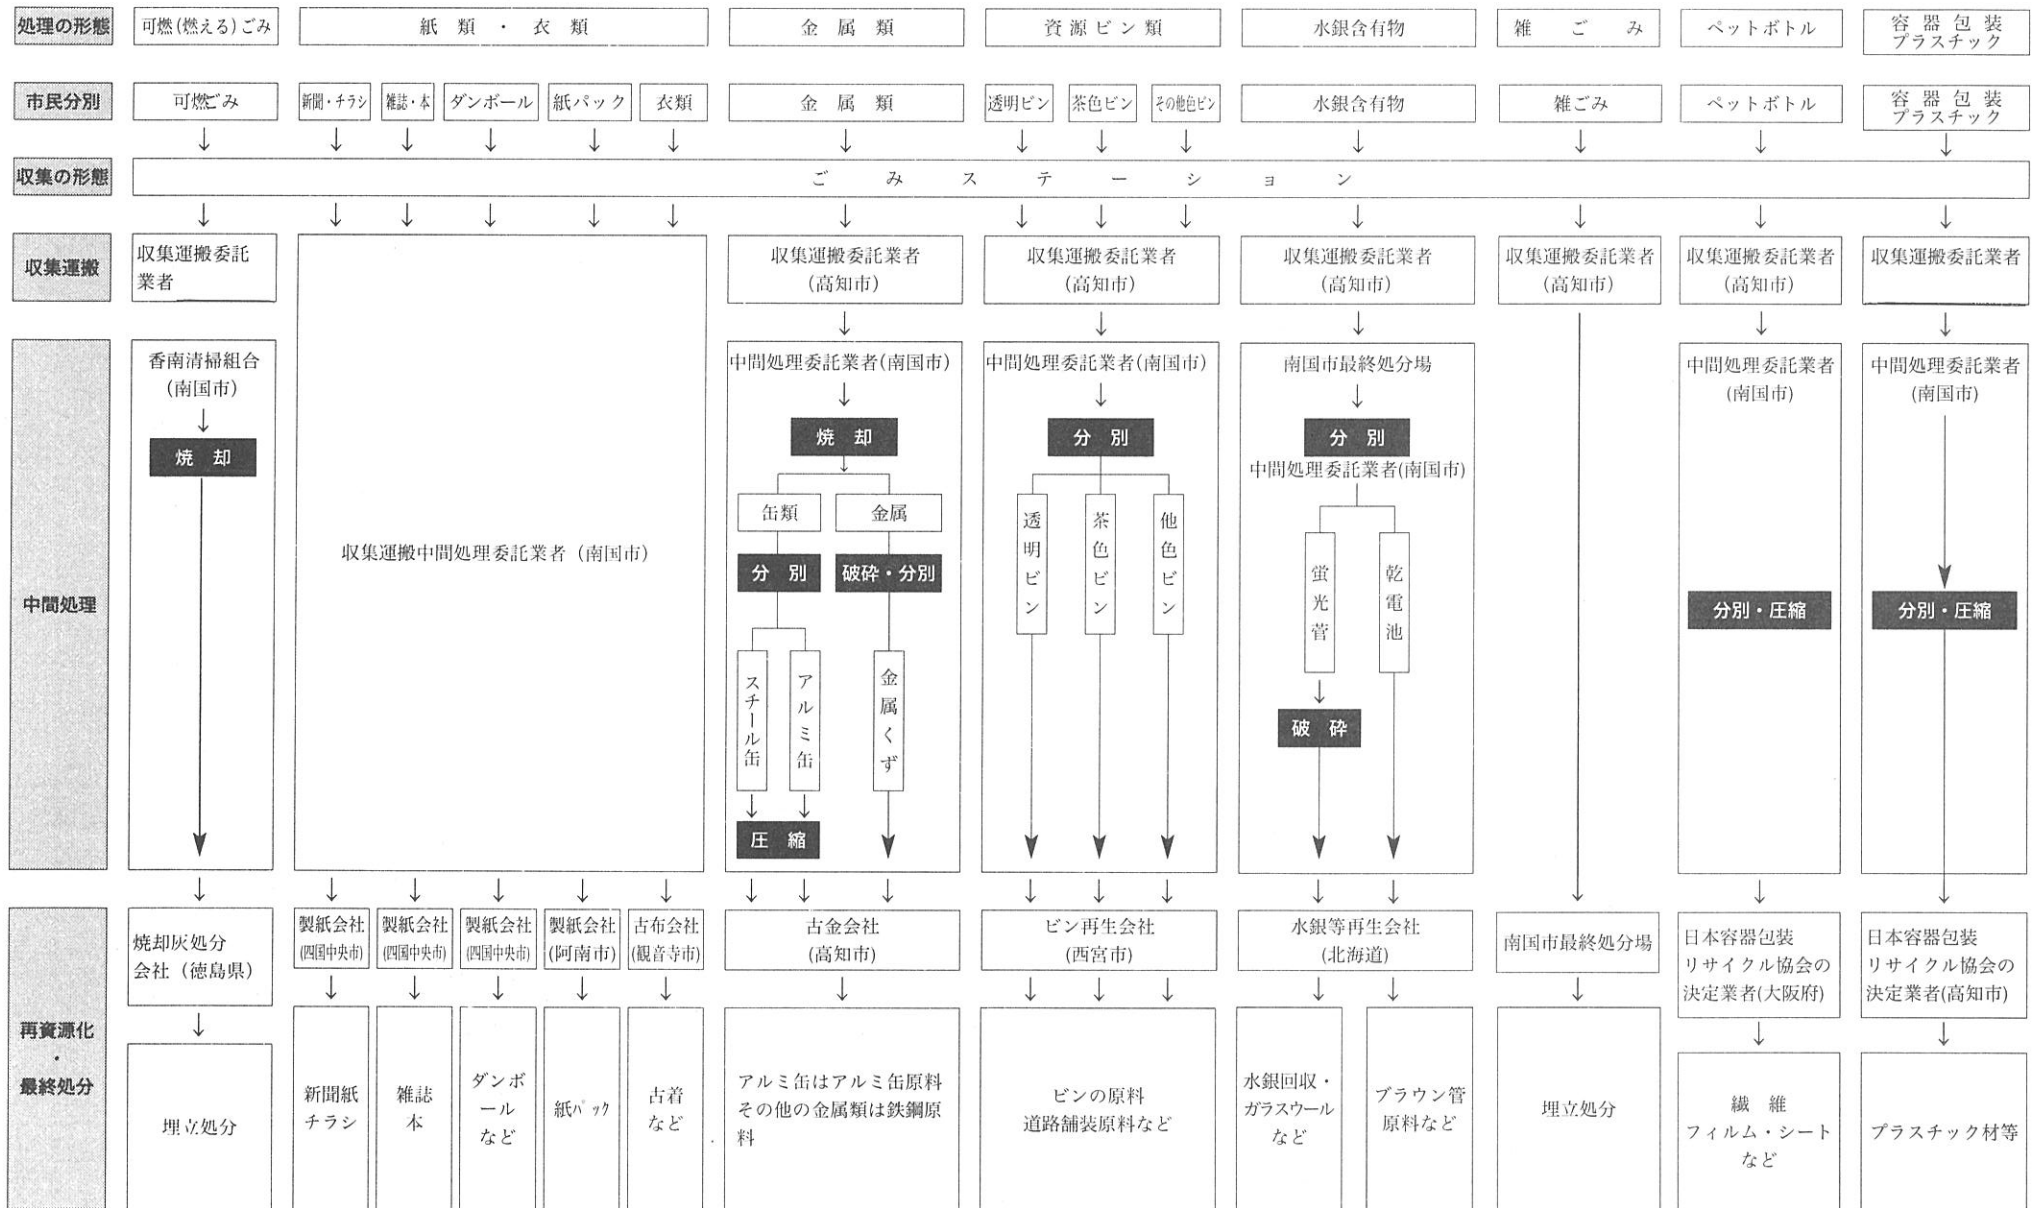 処理の形態
可燃(燃える)ごみ
紙類・衣類
金属類
資源ビン類
水銀含有物
雑ごみ
ペットボトル
容器包装
プラスチック
市民分別
可燃ごみ
新聞・チラシ
雑誌・本
ダンボール
紙パック
衣類
金属類
透明ビン
茶色ビン
その他色ビン
水銀含有物
雑ごみ
ペットボトル
容器包装
プラスチック
収集の形態
ごみステーション
収集運搬
収集運搬委託
業者
収集運搬委託業者
(高知市)
収集運搬委託業者
(高知市)
収集運搬委託業者
(高知市)
収集運搬委託業者
(高知市)
収集運搬委託業者
(高知市)
収集運搬委託業者
中間処理
香南清掃組合
(南国市)
焼却
収集運搬中間処理委託業者(南国市)
中間処理委託業者(南国市)
焼却
缶類
金属
分別
破砕・分別
スチール缶
アルミ缶
金属くず
圧縮
中間処理委託業者(南国市)
分別
透明ビン
茶色ビン
他色ビン
南国市最終処分場
分別
中間処理委託業者(南国市)
蛍光菅
乾電池
破砕
中間処理委託業者
(南国市)
分別・圧縮
中間処理委託業者
(南国市)
分別・圧縮
再資源化
・
最終処分
焼却灰処分
会社(徳島県)
製紙会社
(四国中央市)
製紙会社
(四国中央市)
製紙会社
(四国中央市)
製紙会社
(阿南市)
古布会社
(観音寺市)
古金会社
(高知市)
ビン再生会社
(西宮市)
水銀等再生会社
(北海道)
南国市最終処分場
日本容器包装
リサイクル協会の
決定業者(大阪府)
日本容器包装
リサイクル協会の
決定業者(高知市)
埋立処分
新聞紙
チラシ
雑誌
本
ダンボ
ール
など
紙パック
古着
など
アルミ缶はアルミ缶原料
その他の金属類は鉄鋼原
料
ビンの原料
道路舗装原料など
水銀回収・
ガラスウール
など
ブラウン管
原料など
埋立処分
繊維
フィルム・シート
など
プラスチック材等